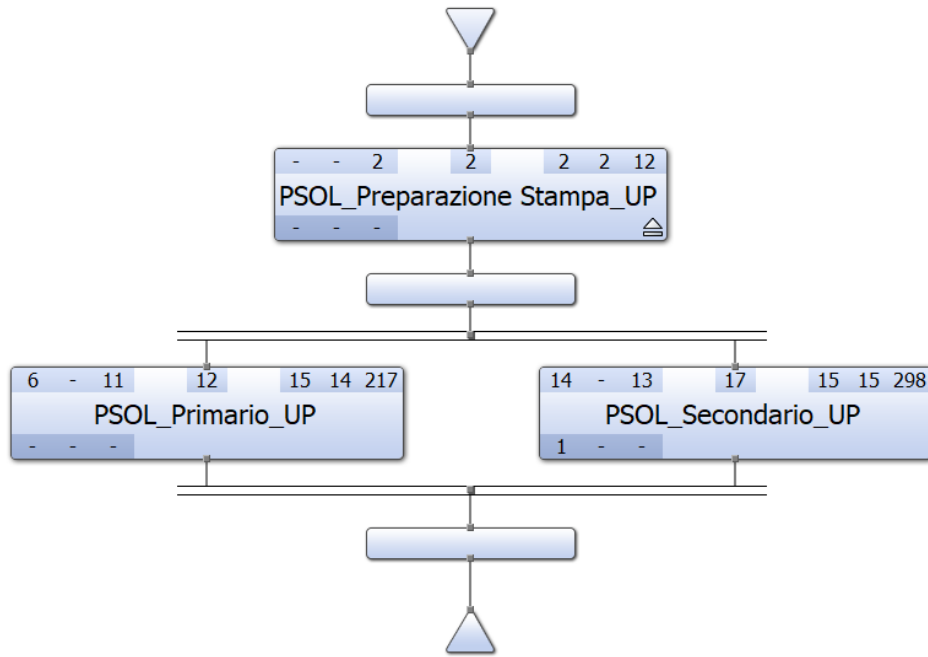 - - 2 2 2 2 12
PSOL_Preparazione Stampa_UP
- - -
6 - 11 12 15 14 217
PSOL_Primario_UP
- - -
14 - 13 17 15 15 298
PSOL_Secondario_UP
1 - -